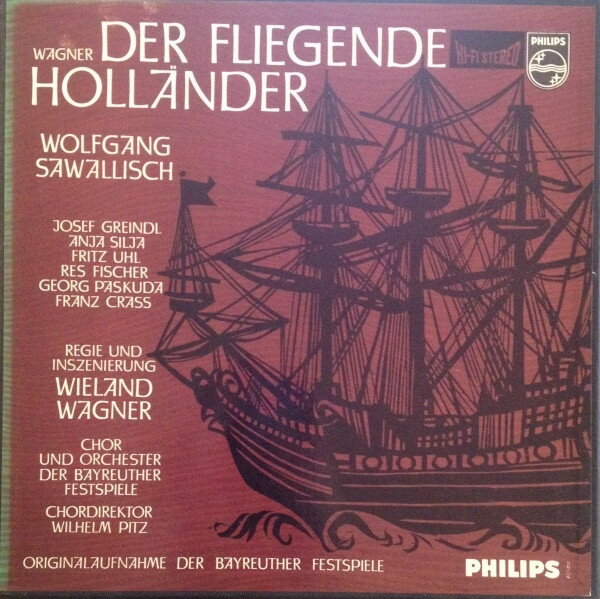 WAGNER DER FLIEGENDE
HOLLÄNDER
HI-FI STEREO
PHILIPS
WOLFGANG
SAWALLISCH
JOSEF GREINDL
ANJA SILJA
FRITZ UHL
RES FISCHER
GEORG PASKUDA
FRANZ CRASS
REGIE UND
INSZENIERUNG
WIELAND
WAGNER
CHOR
UND ORCHESTER
DER BAYREUTHER
FESTSPIELE
CHORDIREKTOR
WILHELM PITZ
ORIGINALAUFNAHME DER BAYREUTHER FESTSPIELE
PHILIPS